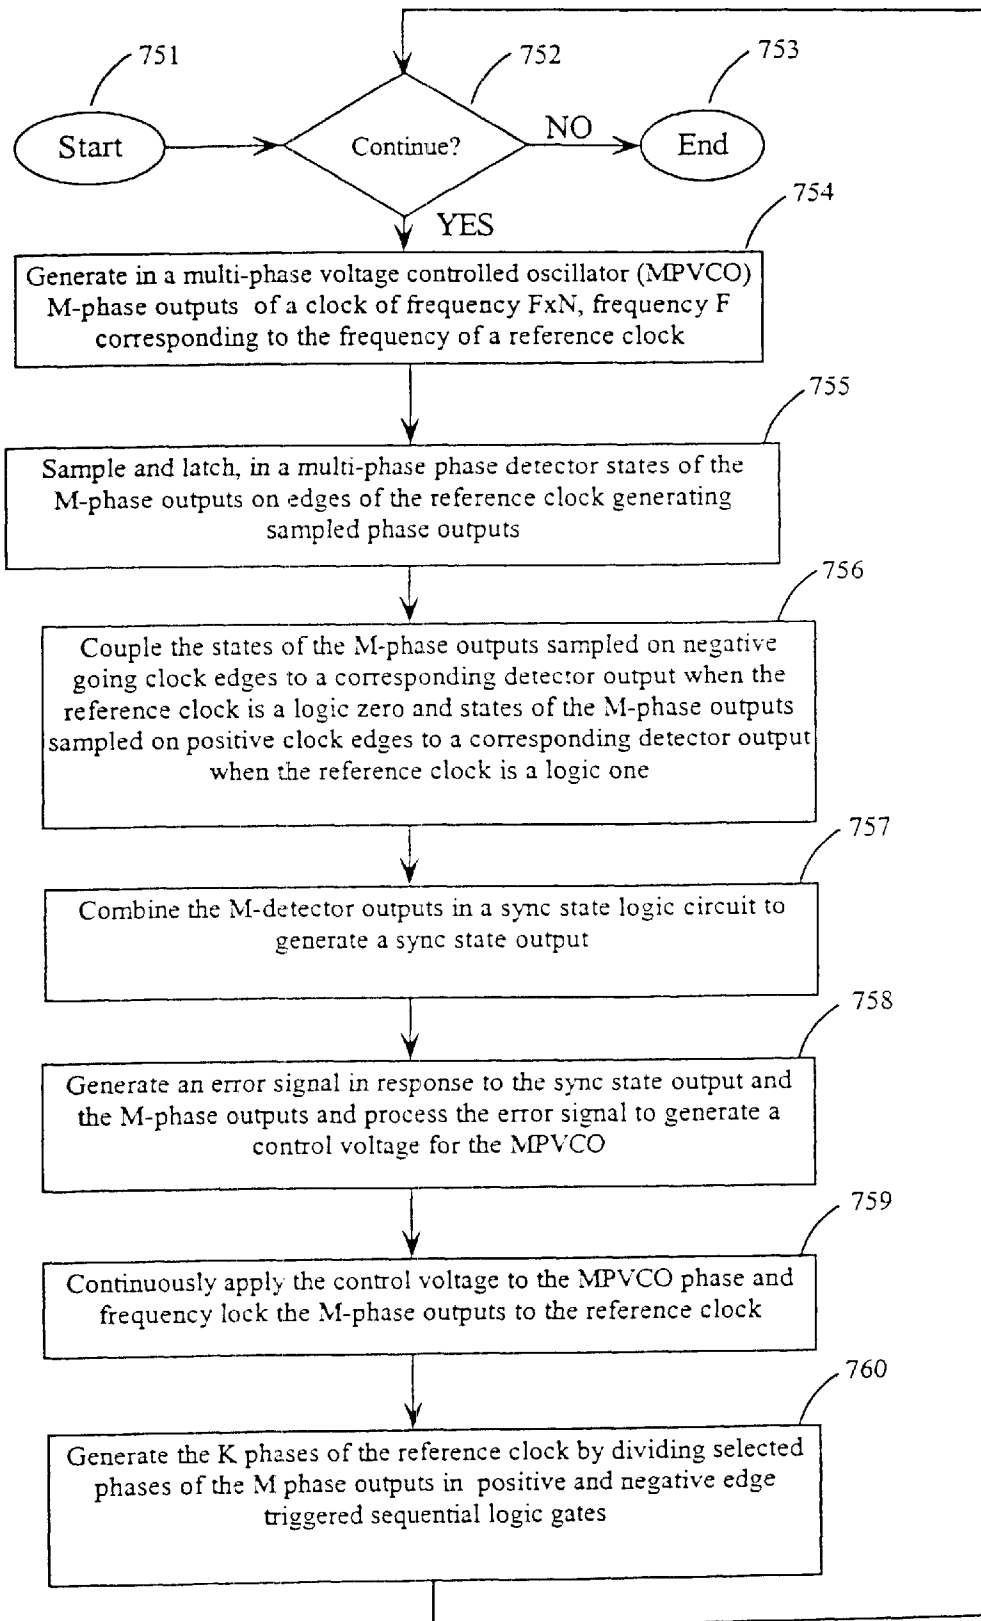 751
752
753
Start
Continue?
NO
End
YES
754
Generate in a multi-phase voltage controlled oscillator (MPVCO)
M-phase outputs of a clock of frequency FxN, frequency F
corresponding to the frequency of a reference clock
755
Sample and latch, in a multi-phase phase detector states of the
M-phase outputs on edges of the reference clock generating
sampled phase outputs
756
Couple the states of the M-phase outputs sampled on negative
going clock edges to a corresponding detector output when the
reference clock is a logic zero and states of the M-phase outputs
sampled on positive clock edges to a corresponding detector output
when the reference clock is a logic one
757
Combine the M-detector outputs in a sync state logic circuit to
generate a sync state output
758
Generate an error signal in response to the sync state output and
the M-phase outputs and process the error signal to generate a
control voltage for the MPVCO
759
Continuously apply the control voltage to the MPVCO phase and
frequency lock the M-phase outputs to the reference clock
760
Generate the K phases of the reference clock by dividing selected
phases of the M phase outputs in positive and negative edge
triggered sequential logic gates